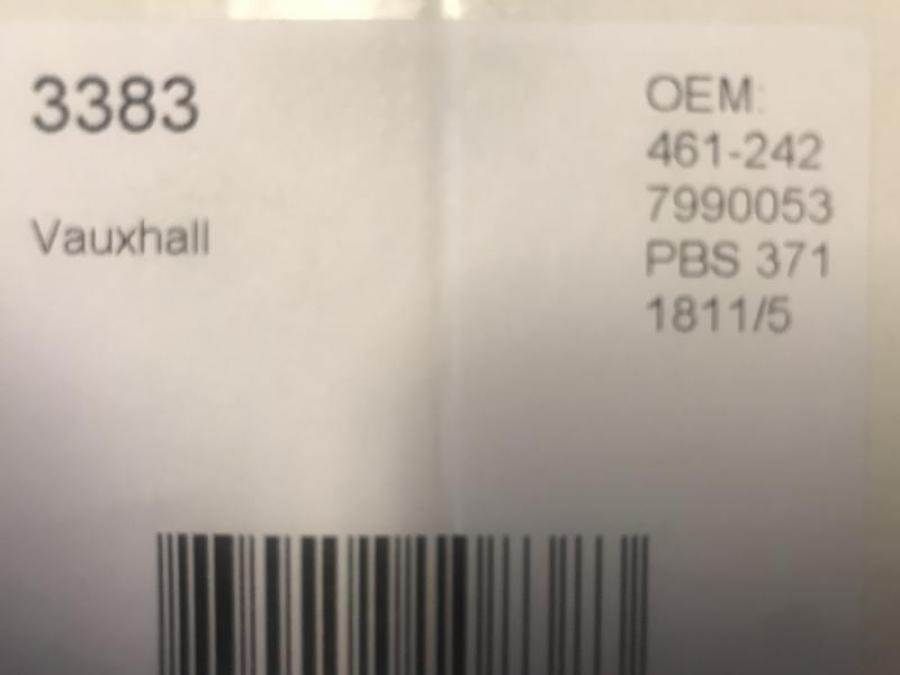 3383
Vauxhall
OEM:
461-242
7990053
PBS 371
1811/5